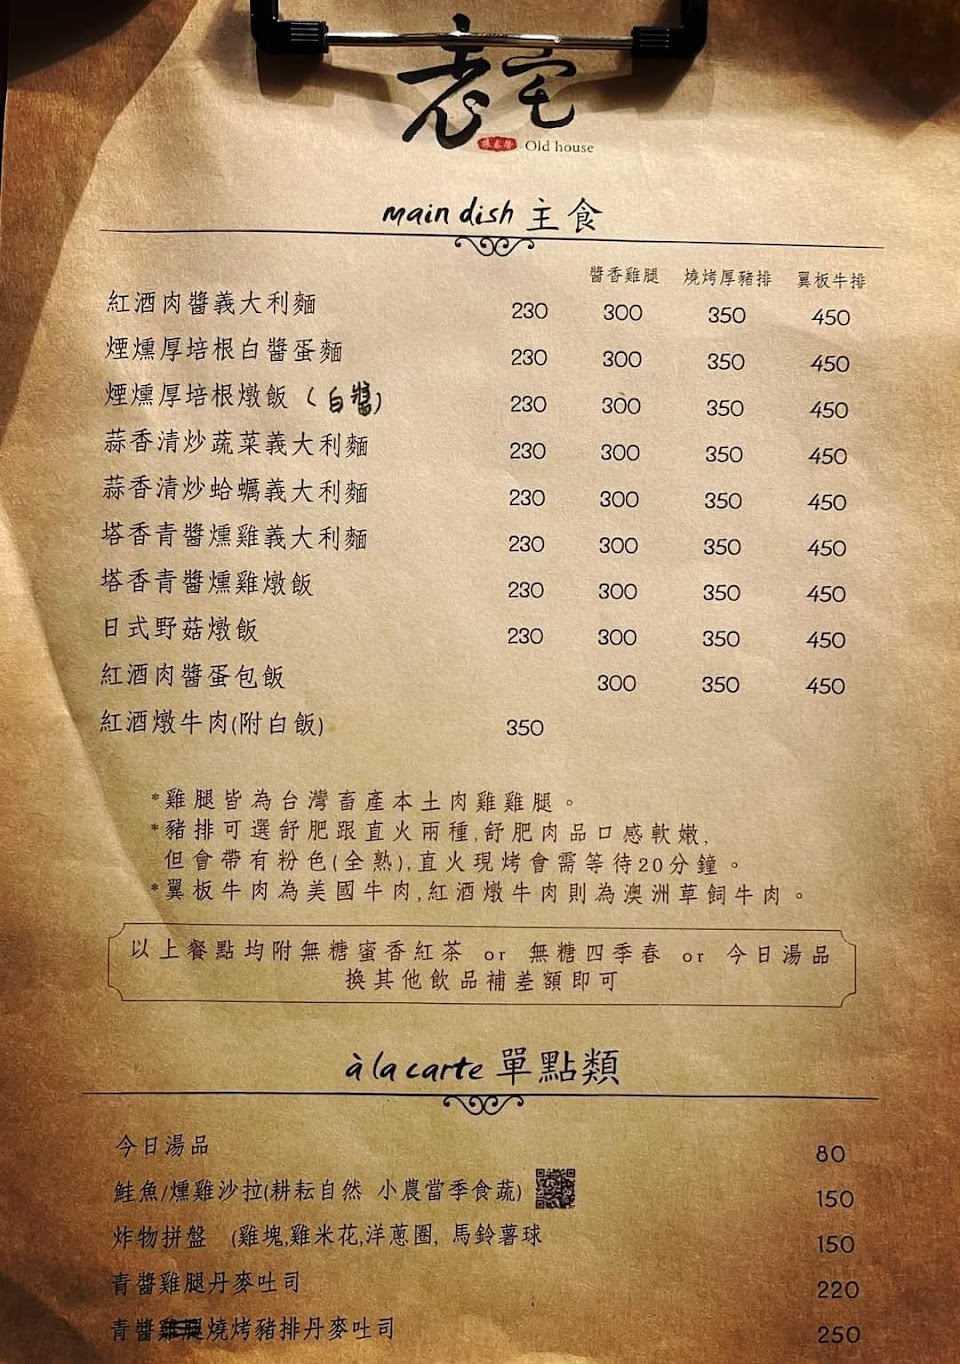 老宅
Old house
main dish 主食
醬香雞腿 燒烤厚豬排 翼板牛排
紅酒肉醬義大利麵 230 300 350 450
煙燻厚培根白醬蛋麵 230 300 350 450
煙燻厚培根燉飯 (白醬) 230 300 350 450
蒜香清炒蔬菜義大利麵 230 300 350 450
蒜香清炒蛤蠣義大利麵 230 300 350 450
塔香青醬燻雞義大利麵 230 300 350 450
塔香青醬燻雞燉飯 230 300 350 450
日式野菇燉飯 230 300 350 450
紅酒肉醬蛋包飯 300 350 450
紅酒燉牛肉(附白飯) 350
*雞腿皆為台灣畜產本土肉雞雞腿。
*豬排可選舒肥跟直火兩種,舒肥肉品口感軟嫩,
但會帶有粉色(全熟),直火現烤會需等待20分鐘。
*翼板牛肉為美國牛肉,紅酒燉牛肉則為澳洲草飼牛肉。
以上餐點均附無糖蜜香紅茶 or 無糖四季春 or 今日湯品
換其他飲品補差額即可
à la carte 單點類
今日湯品 80
鮭魚/燻雞沙拉(耕耘自然 小農當季食蔬) 150
炸物拼盤 (雞塊,雞米花,洋蔥圈, 馬鈴薯球 150
青醬雞腿丹麥吐司 220
青醬燒烤豬排丹麥吐司 250